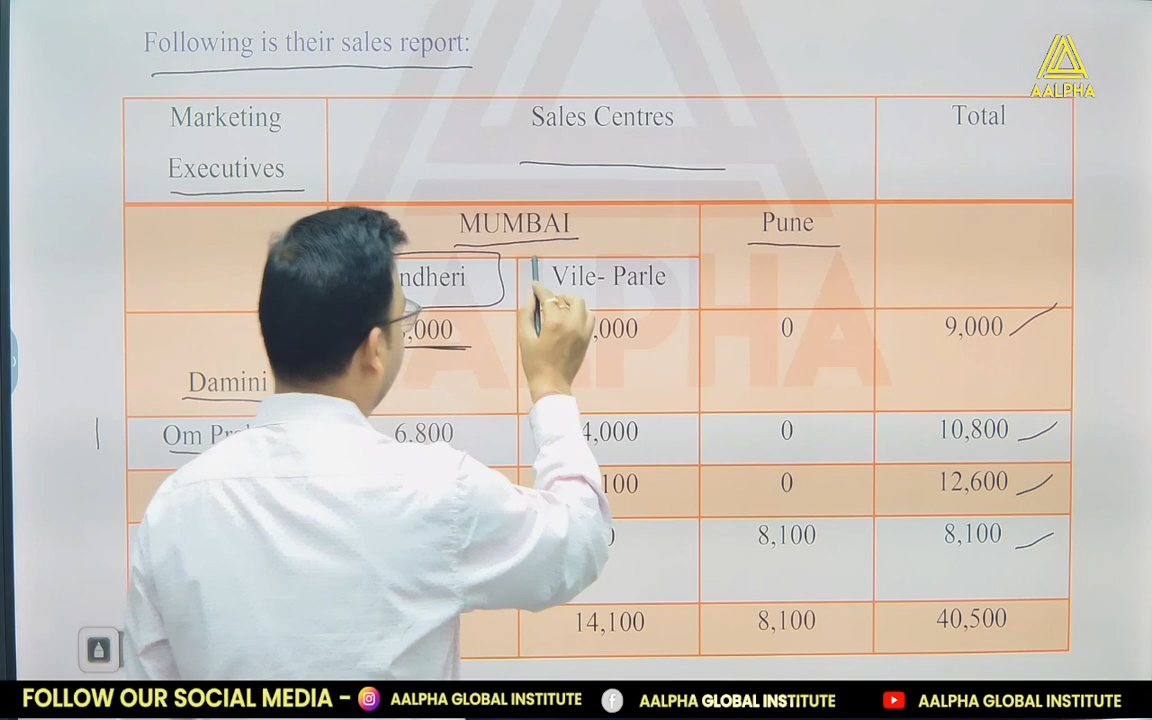 Following is their sales report:
AALPHA
Marketing Executives Sales Centres Total
MUMBAI Pune
ndheri Vile- Parle
,000 ,000 0 9,000
Damini
Om 6,800 4,000 0 10,800
100 0 12,600
8,100 8,100
14,100 8,100 40,500
ALPHA
FOLLOW OUR SOCIAL MEDIA - AALPHA GLOBAL INSTITUTE AALPHA GLOBAL INSTITUTE AALPHA GLOBAL INSTITUTE